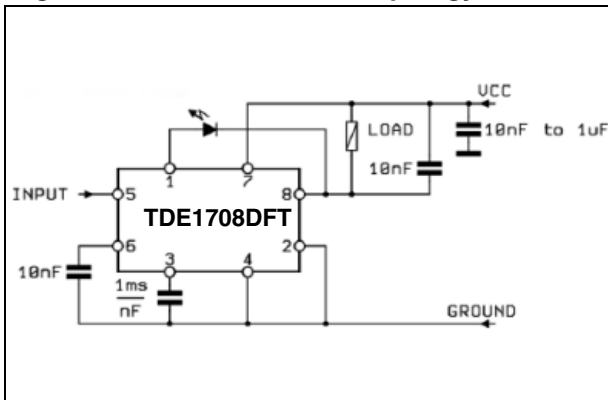 VCC
LOAD
10nF to 1uF
10nF
1
7
INPUT
5
8
TDE1708DFT
6
2
3
4
10nF
1ms
nF
GROUND